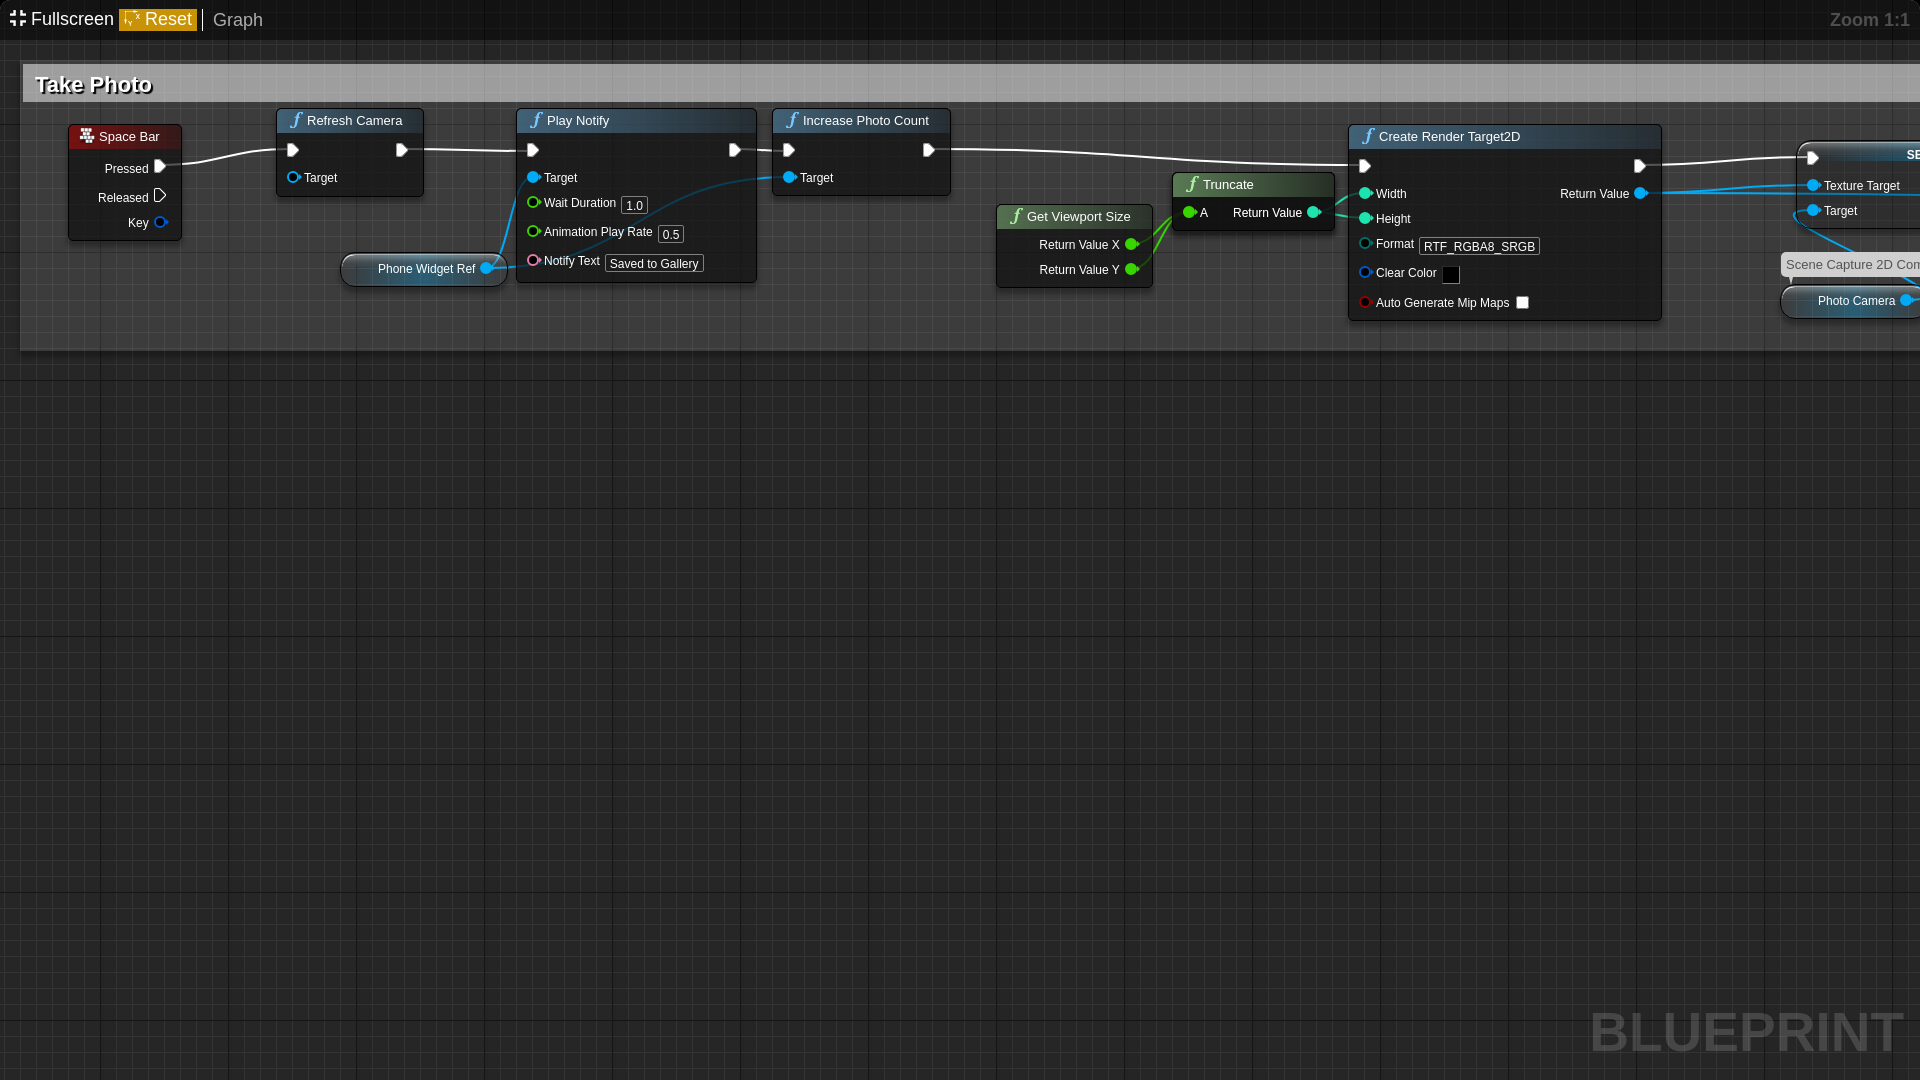 Fullscreen Reset Graph
Zoom 1:1
Take Photo
Space Bar
Pressed
Released
Key
Refresh Camera
Target
Phone Widget Ref
Play Notify
Target
Wait Duration 1.0
Animation Play Rate 0.5
Notify Text Saved to Gallery
Increase Photo Count
Target
Get Viewport Size
Return Value X
Return Value Y
Truncate
A Return Value
Create Render Target2D
Width Return Value
Height
Format RTF_RGBA8_SRGB
Clear Color
Auto Generate Mip Maps
Texture Target
Target
Scene Capture 2D
Photo Camera
BLUEPRINT